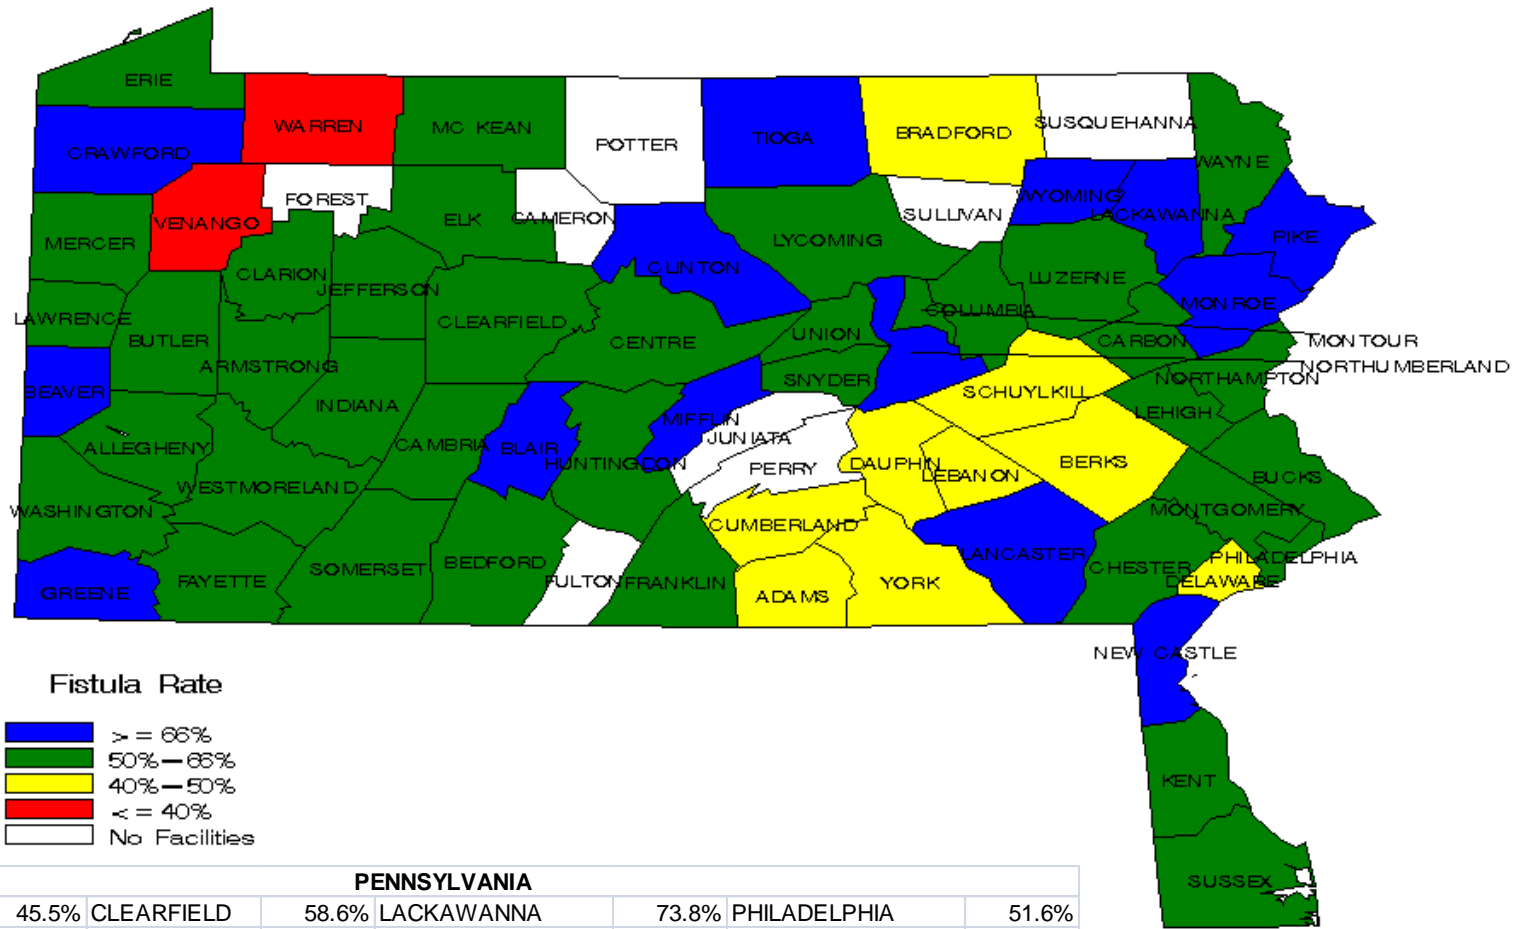 ERIE
WARREN
MC KEAN
POTTER
TIOGA
BRADFORD
SUSQUEHANNA
CRAWFORD
WAYNE
FOREST
WYOMING
VENANGO
ELK
CAMERON
SULLIVAN
LACKAWANNA
MERCER
LYCOMING
PIKE
CLARION
CLINTON
LUZERNE
JEFFERSON
MONROE
LAWRENCE
CLEARFIELD
COLUMBIA
BUTLER
CENTRE
UNION
CARBON
MONTOUR
ARMSTRONG
NORTHUMBERLAND
SNYDER
NORTHAMPTON
BEAVER
SCHUYLKILL
INDIANA
LEHIGH
MIFFLIN
ALLEGHENY
CAMBRIA
BLAIR
JUNIATA
HUNTINGDON
PERRY
DAUPHIN
BERKS
LEBANON
BUCKS
WESTMORELAND
WASHINGTON
MONTGOMERY
CUMBERLAND
LANCASTER
PHILADELPHIA
BEDFORD
SOMERSET
CHESTER
GREENE
FAYETTE
FULTON
FRANKLIN
YORK
DELAWARE
ADAMS
NEW CASTLE
KENT
SUSSEX
Fistula Rate
>= 66%
50%-66%
40%-50%
<= 40%
No Facilities
PENNSYLVANIA
45.5% CLEARFIELD 58.6% LACKAWANNA 73.8% PHILADELPHIA 51.6%